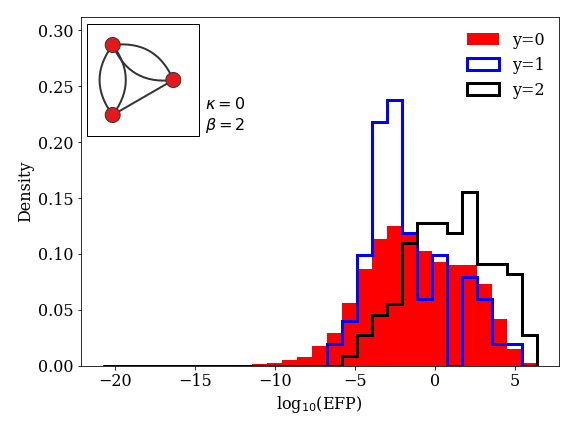 0.30
0.25
0.20
0.15
0.10
0.05
0.00
Density
κ = 0
β = 2
y=0
y=1
y=2
−20 −15 −10 −5 0 5
log₁₀(EFP)